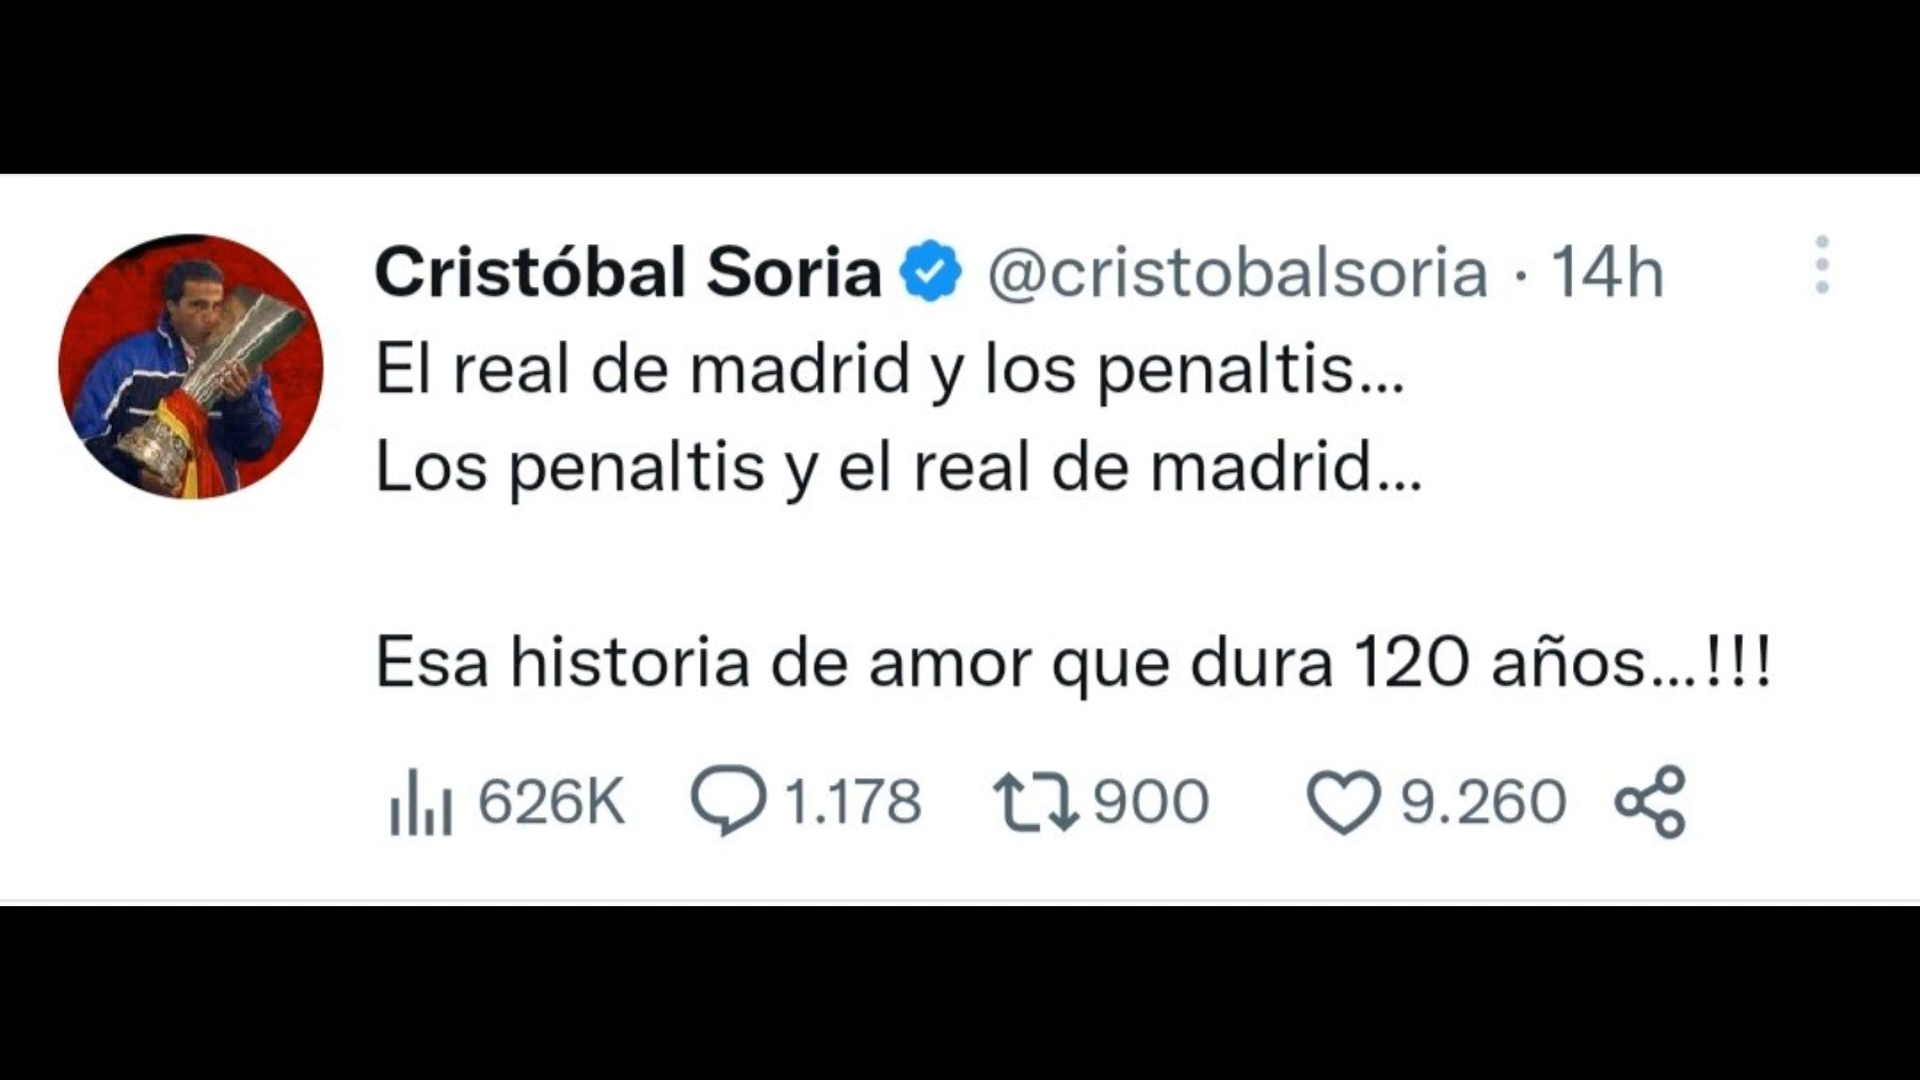 Cristóbal Soria @cristobalsoria · 14h
El real de madrid y los penaltis...
Los penaltis y el real de madrid...
Esa historia de amor que dura 120 años...!!!
626K 1.178 900 9.260